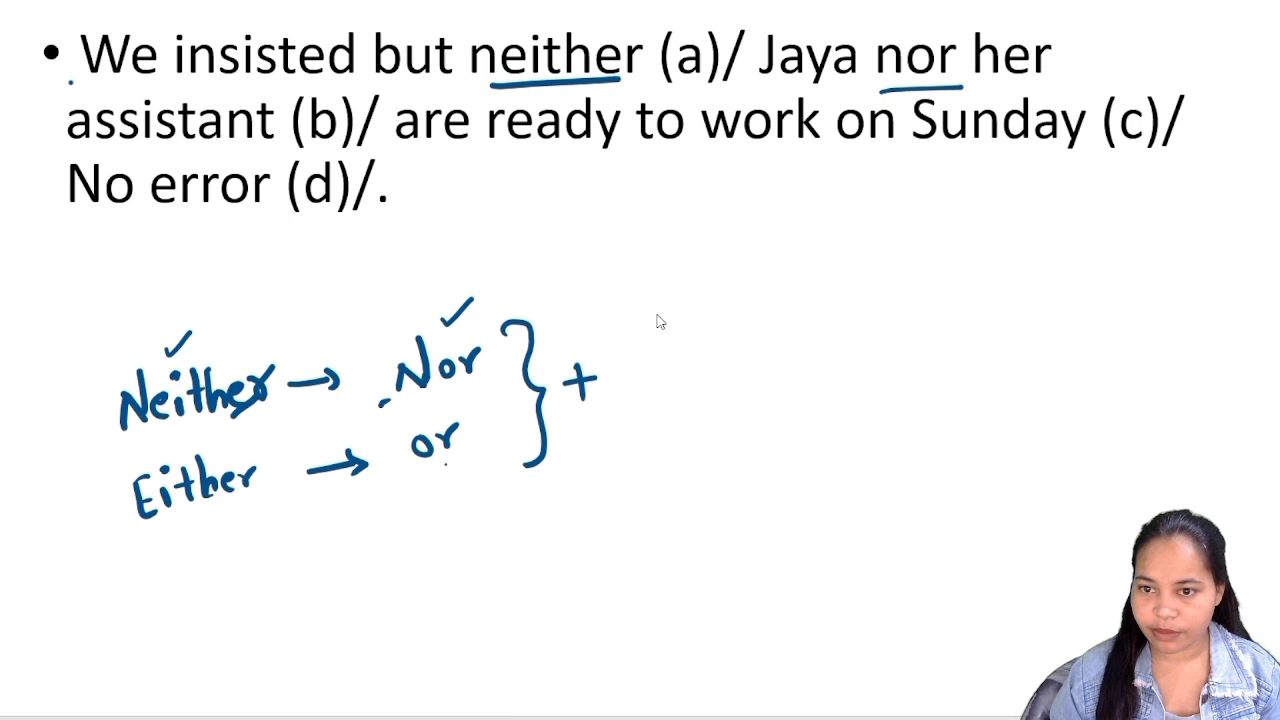 • We insisted but neither (a)/ Jaya nor her
assistant (b)/ are ready to work on Sunday (c)/
No error (d)/.
Neither → Nor } +
Either → or